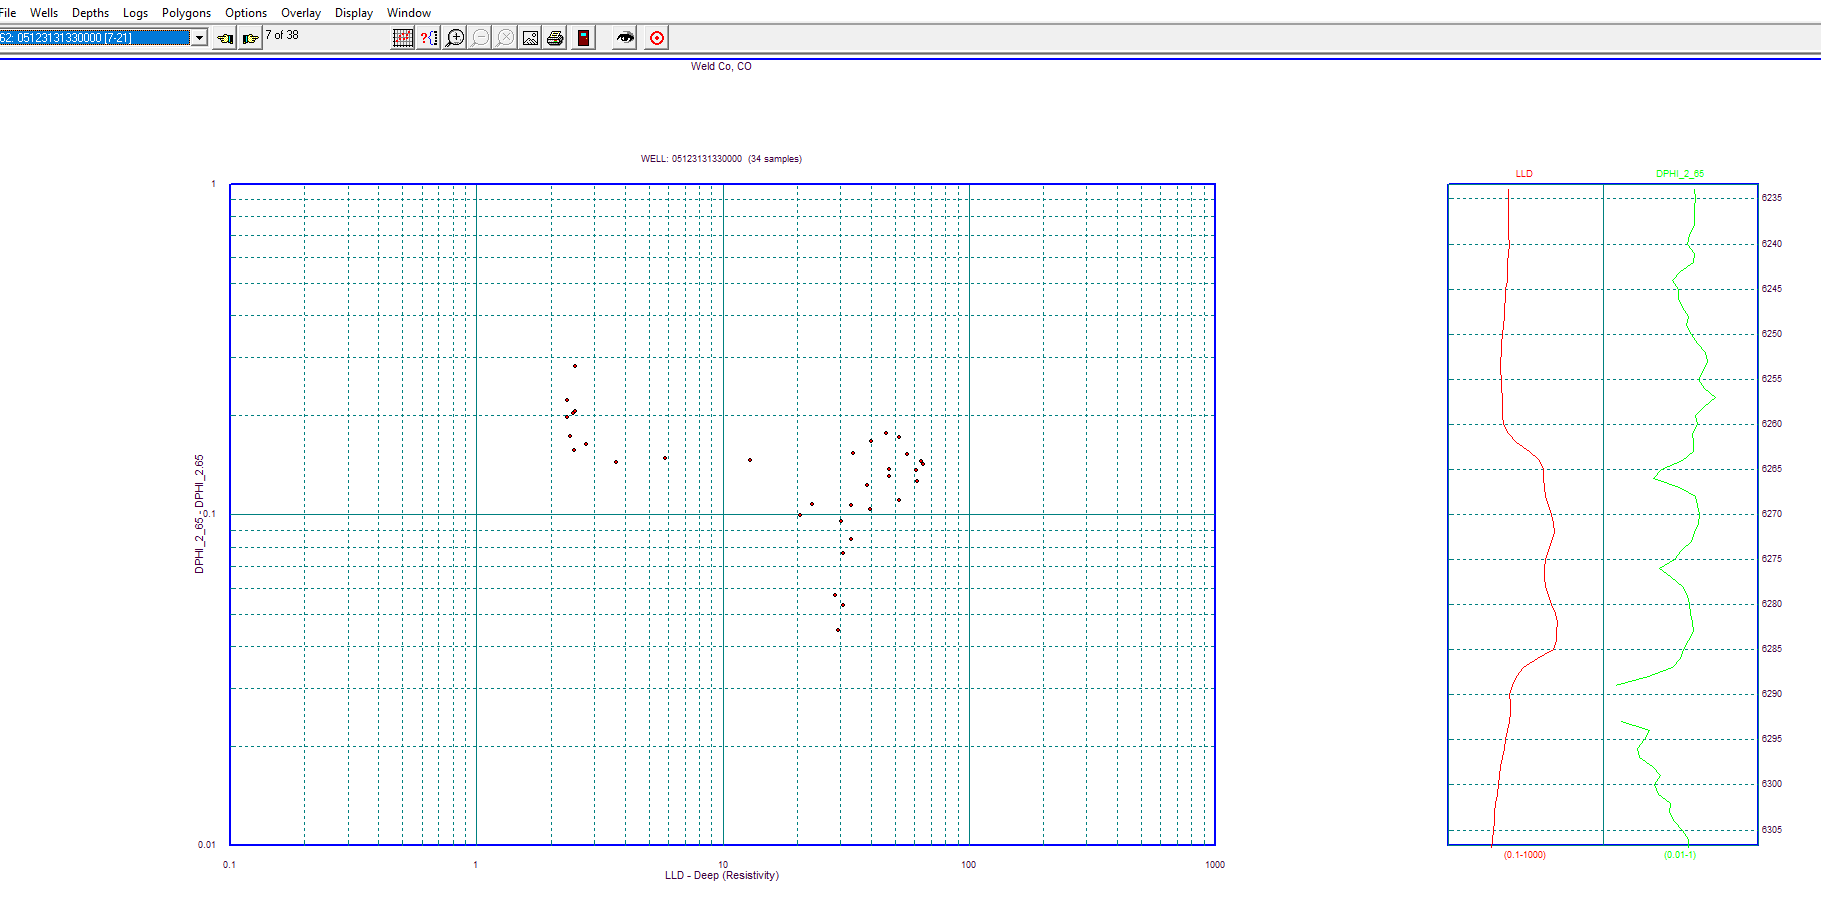 File Wells Depths Logs Polygons Options Overlay Display Window
62: 05123131330000 [7-21] 7 of 38
Weld Co, CO
WELL: 05123131330000 (34 samples)
1
0.1
0.01
DPHI_2_65 - DPHI_2.65
0.1 1 10 100 1000
LLD - Deep (Resistivity)
LLD DPHI_2_65
6235
6240
6245
6250
6255
6260
6265
6270
6275
6280
6285
6290
6295
6300
6305
(0.1-1000) (0.01-1)